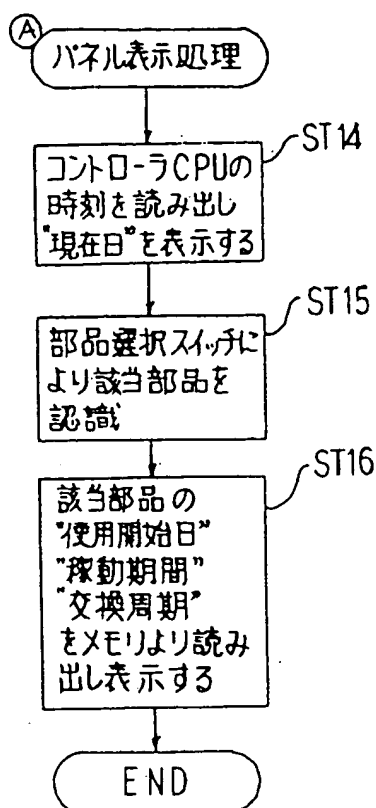 A
パネル表示処理
ST14
コントローラCPUの
時刻を読み出し
"現在日"を表示する
ST15
部品選択スイッチに
より該当部品を
認識
ST16
該当部品の
"使用開始日"
"稼動期間"
"交換周期"
をメモリより読み
出し表示する
END